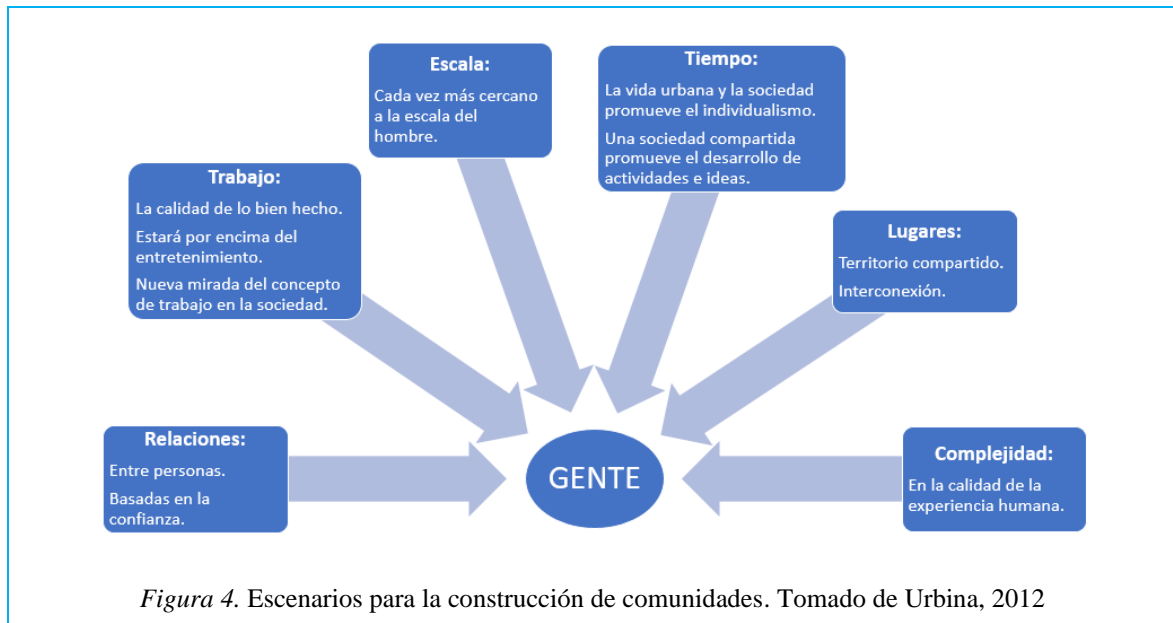 Escala:
Cada vez más cercano
a la escala del
hombre.
Tiempo:
La vida urbana y la sociedad
promueve el individualismo.
Una sociedad compartida
promueve el desarrollo de
actividades e ideas.
Trabajo:
La calidad de lo bien hecho.
Estará por encima del
entretenimiento.
Nueva mirada del concepto
de trabajo en la sociedad.
Lugares:
Territorio compartido.
Interconexión.
Relaciones:
Entre personas.
Basadas en la
confianza.
GENTE
Complejidad:
En la calidad de la
experiencia humana.
Figura 4. Escenarios para la construcción de comunidades. Tomado de Urbina, 2012